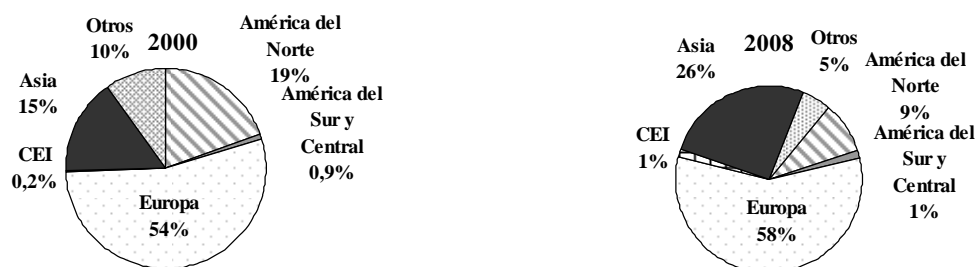 2000
Otros
10%
América del
Norte
19%
América del
Sur y
Central
0,9%
Europa
54%
CEI
0,2%
Asia
15%
2008
Otros
5%
América del
Norte
9%
América del
Sur y
Central
1%
Europa
58%
CEI
1%
Asia
26%